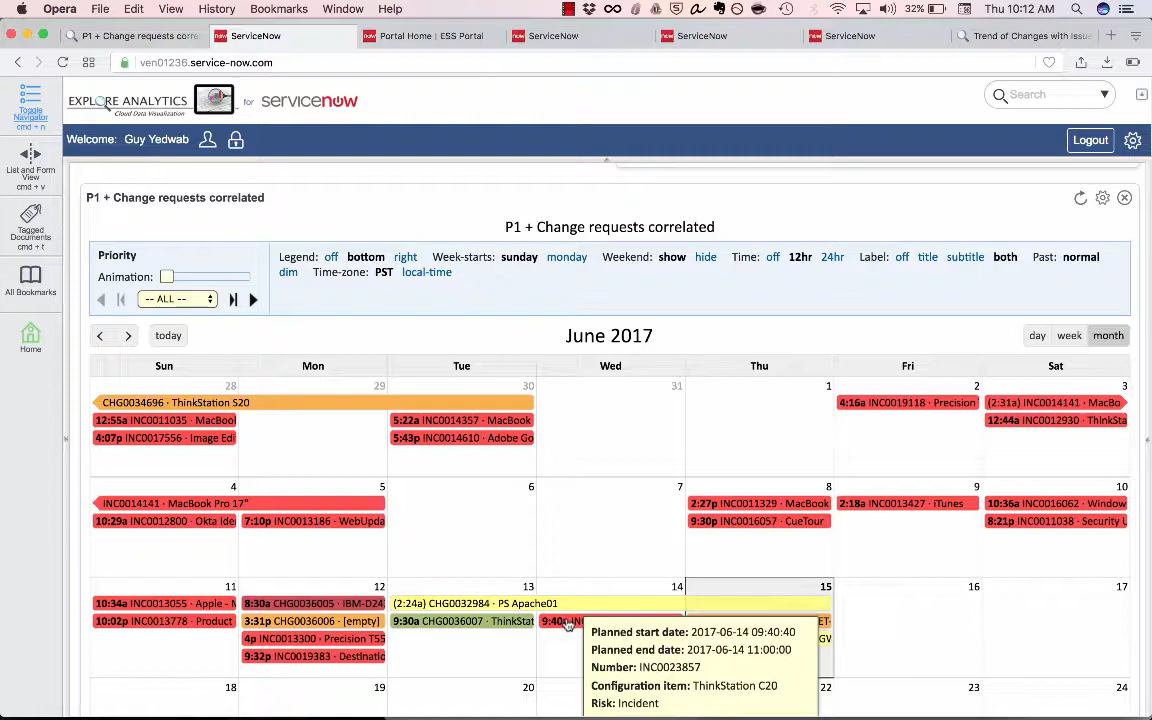 Opera File Edit View History Bookmarks Window Help 32% Thu 10:12 AM
P1 + Change requests corre ServiceNow Portal Home | ESS Portal ServiceNow ServiceNow ServiceNow Trend of Changes with Issue
ven01236.service-now.com
Toggle Navigator cmd + n
EXPLORE ANALYTICS for servicenow
Cloud Data Visualization
Search
Welcome: Guy Yedwab Logout
List and Form View cmd + v
Tagged Documents cmd + t
All Bookmarks
Home
P1 + Change requests correlated
P1 + Change requests correlated
Priority
Animation:
-- ALL --
Legend: off bottom right Week-starts: sunday monday Weekend: show hide Time: off 12hr 24hr Label: off title subtitle both Past: normal
dim Time-zone: PST local-time
today June 2017 day week month
Sun Mon Tue Wed Thu Fri Sat
28 29 30 31 1 2 3
CHG0034696 · ThinkStation S20 4:16a INC0019118 · Precision (2:31a) INC0014141 · MacBo
12:55a INC0011035 · MacBool 5:22a INC0014357 · MacBook 12:44a INC0012930 · ThinkSta
4:07p INC0017556 · Image Edi 5:43p INC0014610 · Adobe Go
4 5 6 7 8 9 10
INC0014141 · MacBook Pro 17" 2:27p INC0011329 · MacBook 2:18a INC0013427 · iTunes 10:36a INC0016062 · Window
10:29a INC0012800 · Okta Ide 7:10p INC0013186 · WebUpda 9:30p INC0016057 · CueTour 8:21p INC0011038 · Security U
11 12 13 14 15 16 17
10:34a INC0013055 · Apple - M 8:30a CHG0036005 · IBM-D24 (2:24a) CHG0032984 · PS Apache01
10:02p INC0013778 · Product 3:31p CHG0036006 · [empty] 9:30a CHG0036007 · ThinkStat 9:40a
4p INC0013300 · Precision T55
9:32p INC0019383 · Destinatio
Planned start date: 2017-06-14 09:40:40
Planned end date: 2017-06-14 11:00:00
Number: INC0023857
Configuration item: ThinkStation C20
Risk: Incident
18 19 20 22 23 24